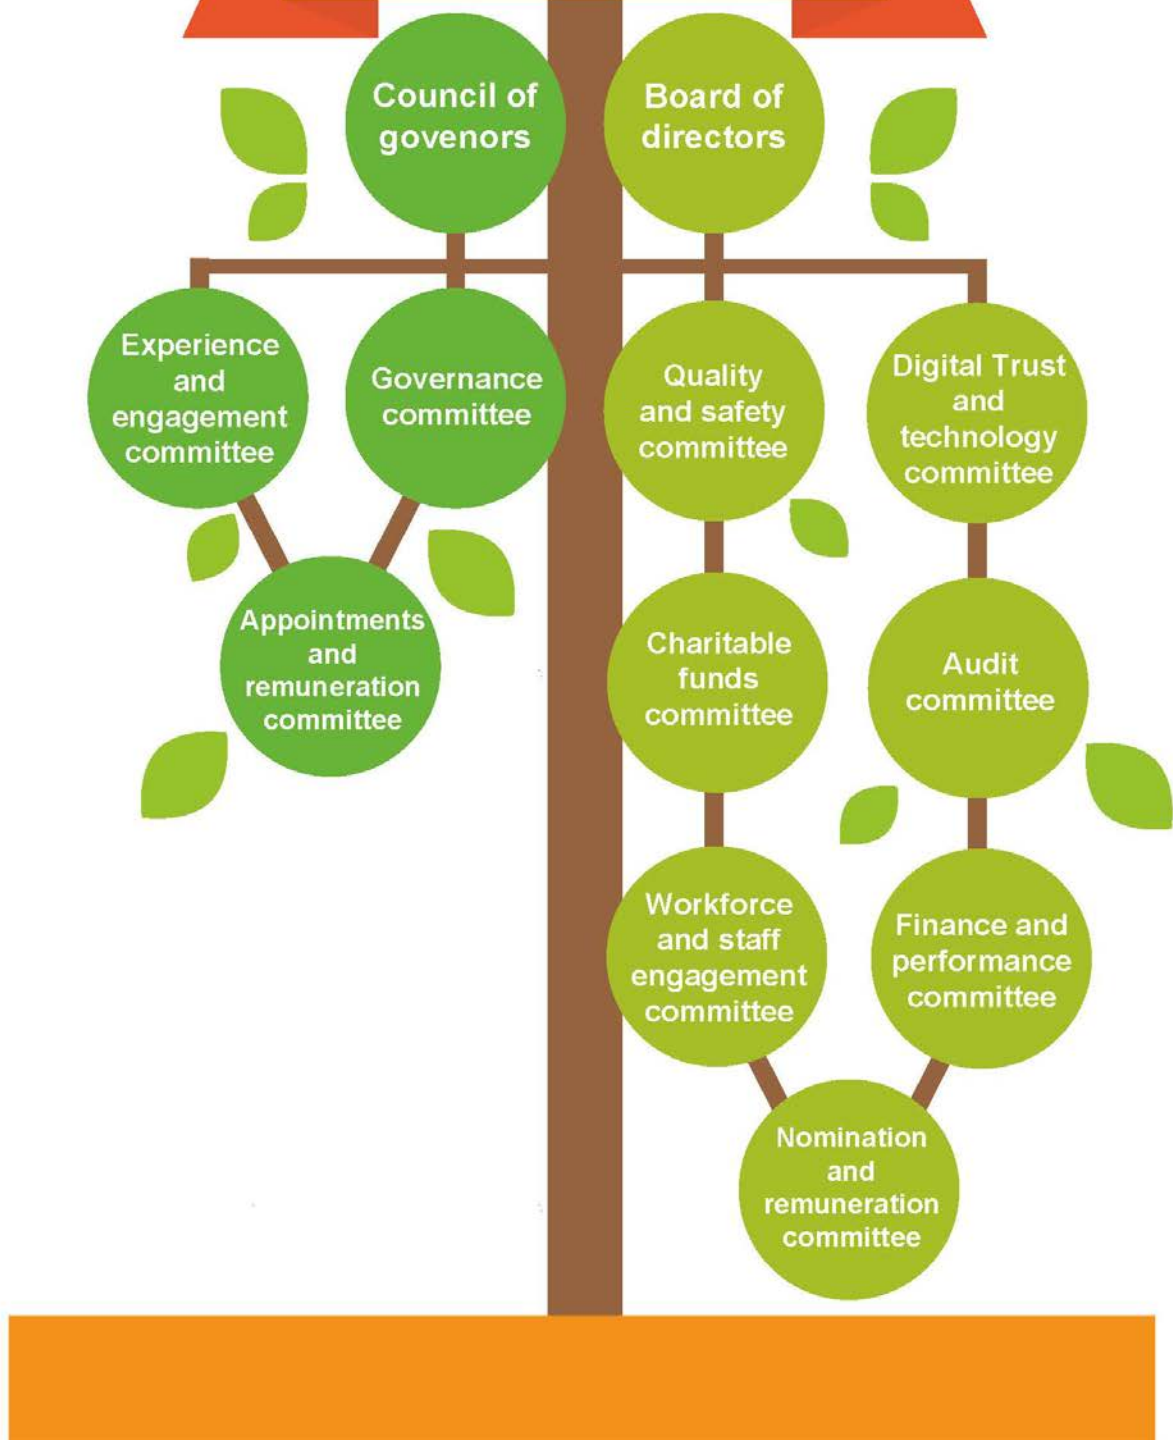 Council of
govenors
Board of
directors
Experience
and
engagement
committee
Governance
committee
Quality
and safety
committee
Digital Trust
and
technology
committee
Appointments
and
remuneration
committee
Charitable
funds
committee
Audit
committee
Workforce
and staff
engagement
committee
Finance and
performance
committee
Nomination
and
remuneration
committee